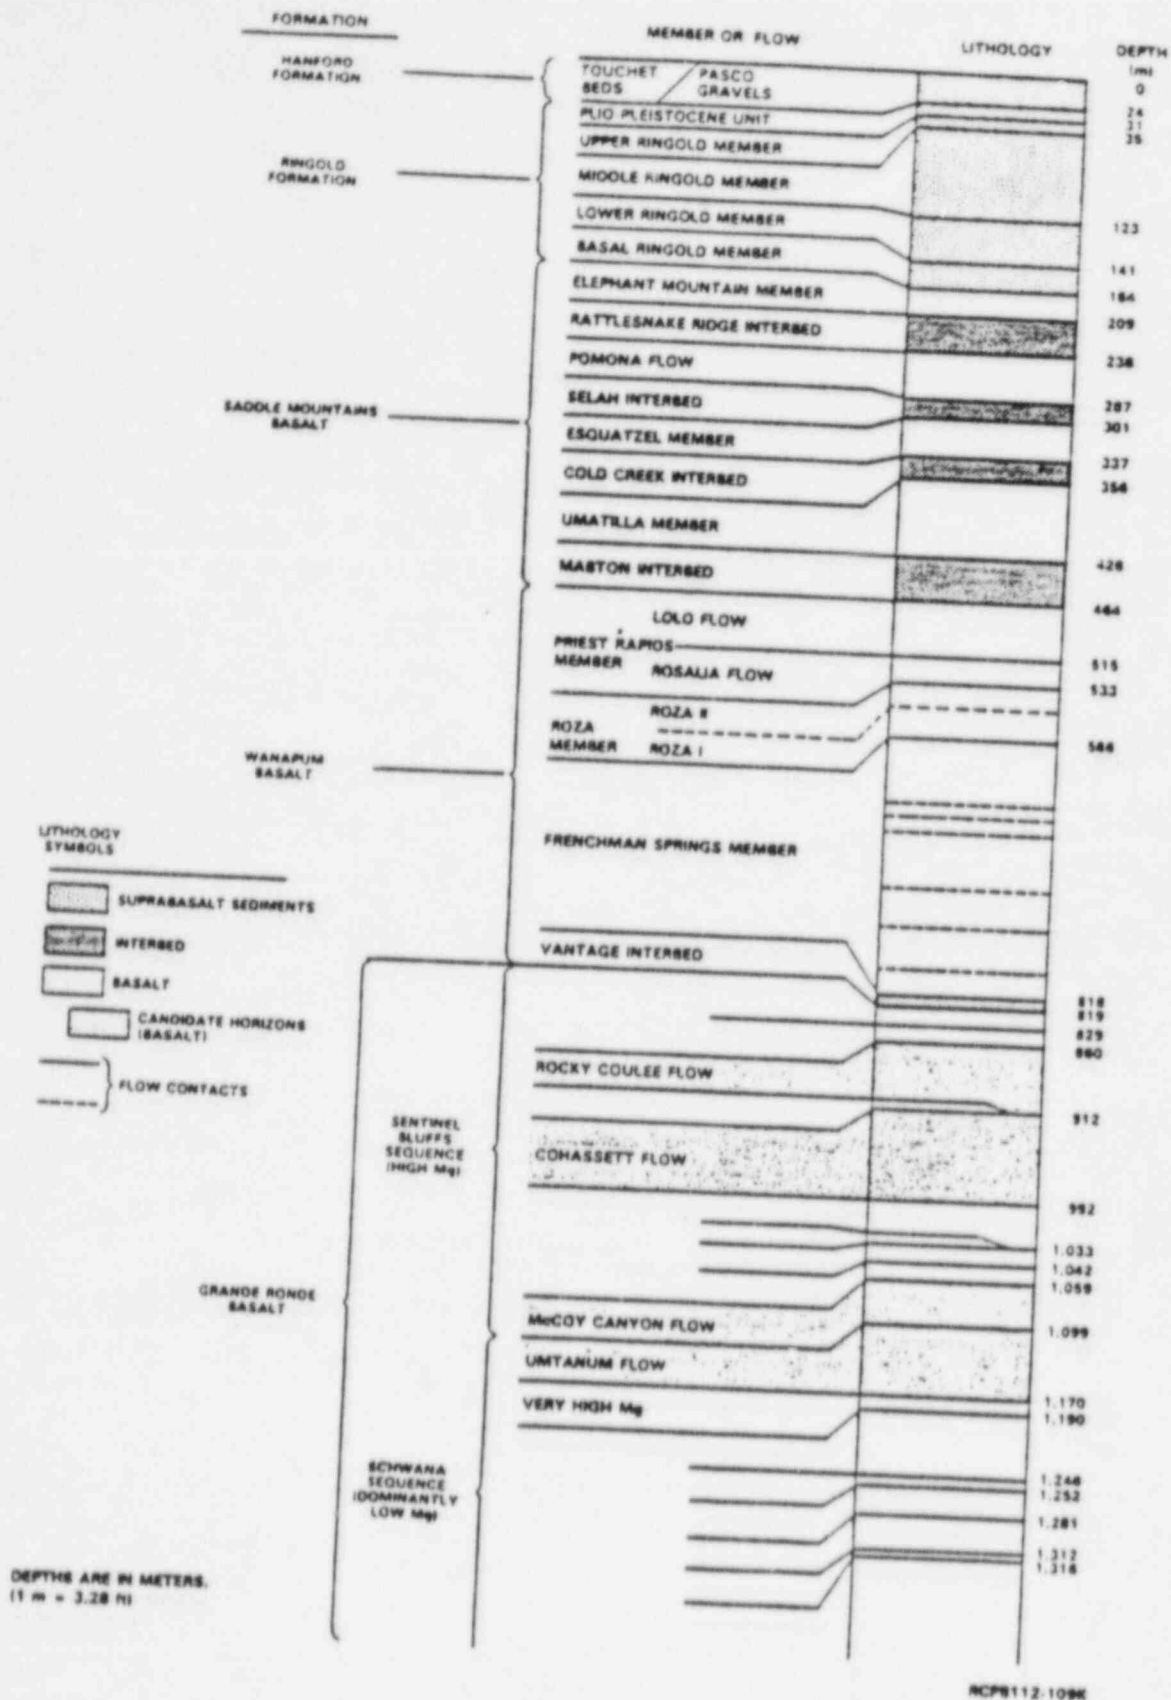 FORMATION
MEMBER OR FLOW
LITHOLOGY
DEPTH
(m)
HANFORD
FORMATION
TOUCHET
BEDS
PASCO
GRAVELS
0
24
PLIO PLEISTOCENE UNIT
31
UPPER RINGOLD MEMBER
35
RINGOLD
FORMATION
MIDDLE RINGOLD MEMBER
LOWER RINGOLD MEMBER
123
BASAL RINGOLD MEMBER
141
ELEPHANT MOUNTAIN MEMBER
184
RATTLESNAKE RIDGE INTERBED
209
POMONA FLOW
236
SADDLE MOUNTAINS
BASALT
SELAH INTERBED
287
301
ESQUATZEL MEMBER
337
COLD CREEK INTERBED
356
UMATILLA MEMBER
MABTON INTERBED
426
464
LOLO FLOW
PRIEST RAPIDS
MEMBER
515
ROSALIA FLOW
533
ROZA II
ROZA
MEMBER
ROZA I
WANAPUM
BASALT
LITHOLOGY
SYMBOLS
FRENCHMAN SPRINGS MEMBER
SUPRABASALT SEDIMENTS
INTERBED
VANTAGE INTERBED
BASALT
818
819
CANDIDATE HORIZONS
(BASALT)
829
860
FLOW CONTACTS
ROCKY COULEE FLOW
912
SENTINEL
BLUFFS
SEQUENCE
(HIGH Mg)
COHASSETT FLOW
992
1,033
1,042
1,059
GRANDE RONDE
BASALT
McCOY CANYON FLOW
1,099
UMTANUM FLOW
1,170
VERY HIGH Mg
1,190
SCHWANA
SEQUENCE
(DOMINANTLY
LOW Mg)
1,252
1,281
1,312
DEPTHS ARE IN METERS.
(1 m = 3.28 ft)
RCP8112-109K